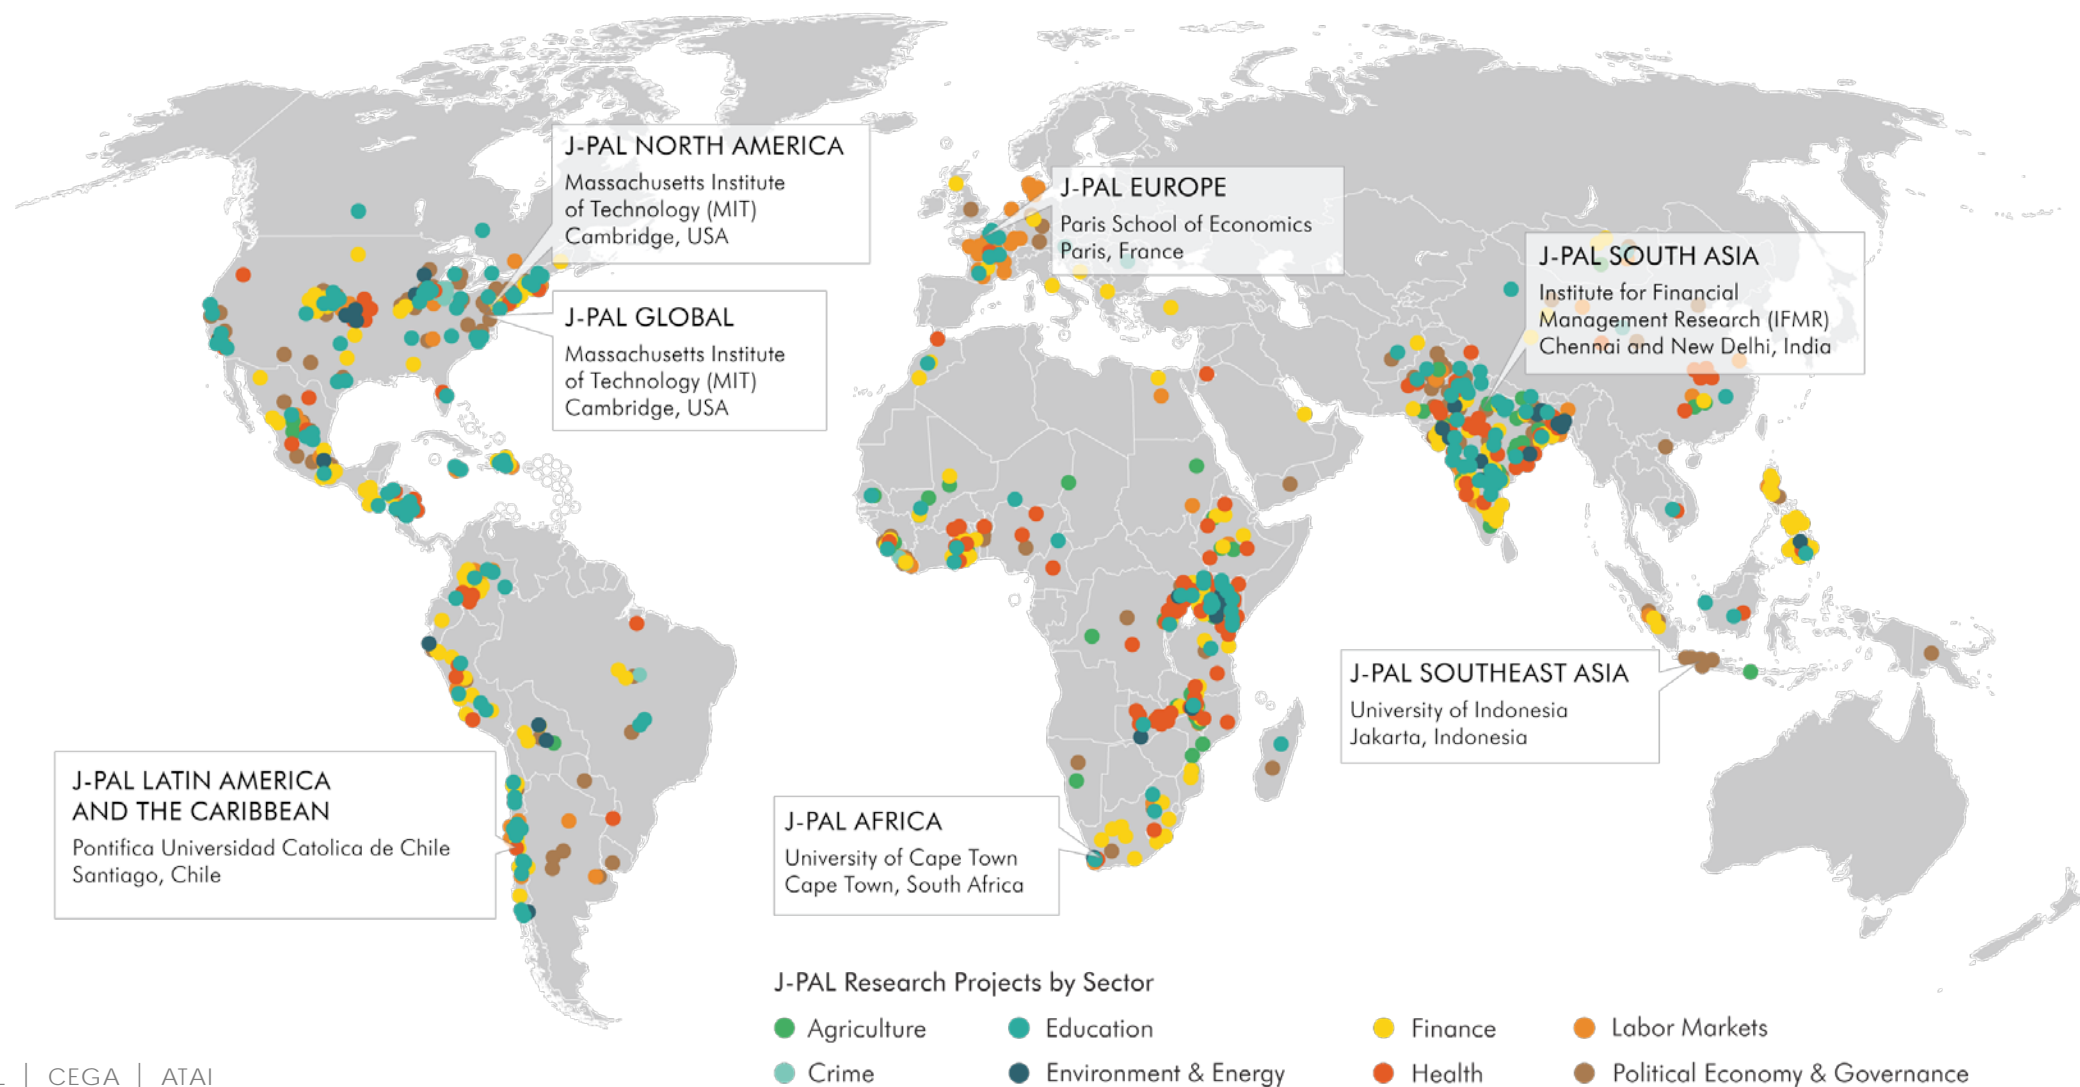 J-PAL NORTH AMERICA
Massachusetts Institute
of Technology (MIT)
Cambridge, USA
J-PAL EUROPE
Paris School of Economics
Paris, France
J-PAL SOUTH ASIA
Institute for Financial
Management Research (IFMR)
Chennai and New Delhi, India
J-PAL GLOBAL
Massachusetts Institute
of Technology (MIT)
Cambridge, USA
J-PAL SOUTHEAST ASIA
University of Indonesia
Jakarta, Indonesia
J-PAL LATIN AMERICA
AND THE CARIBBEAN
Pontifica Universidad Catolica de Chile
Santiago, Chile
J-PAL AFRICA
University of Cape Town
Cape Town, South Africa
J-PAL Research Projects by Sector
Agriculture Education Finance Labor Markets
Crime Environment & Energy Health Political Economy & Governance
| CEGA | ATAI